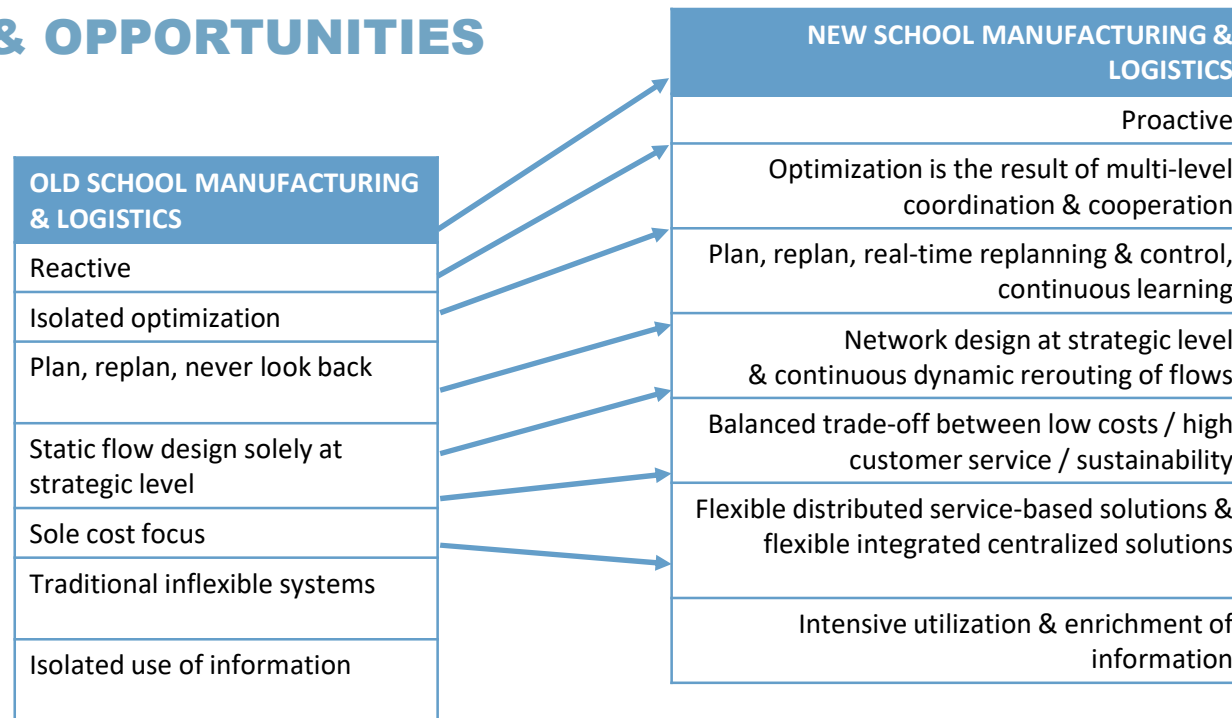 & OPPORTUNITIES
OLD SCHOOL MANUFACTURING
& LOGISTICS
Reactive
Isolated optimization
Plan, replan, never look back
Static flow design solely at
strategic level
Sole cost focus
Traditional inflexible systems
Isolated use of information
NEW SCHOOL MANUFACTURING &
LOGISTICS
Proactive
Optimization is the result of multi-level
coordination & cooperation
Plan, replan, real-time replanning & control,
continuous learning
Network design at strategic level
& continuous dynamic rerouting of flows
Balanced trade-off between low costs / high
customer service / sustainability
Flexible distributed service-based solutions &
flexible integrated centralized solutions
Intensive utilization & enrichment of
information